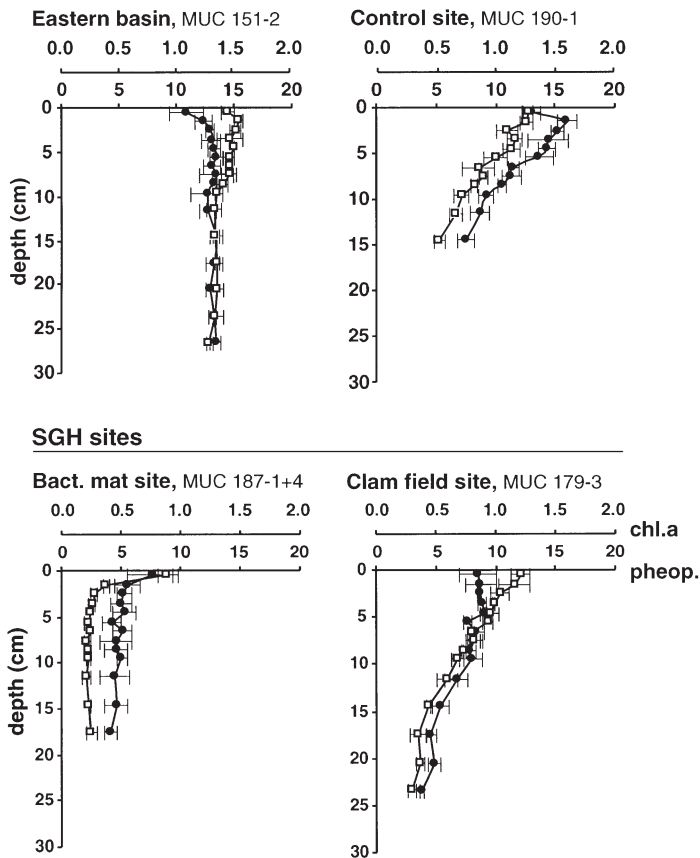 Eastern basin, MUC 151-2
0.0 0.5 1.0 1.5 2.0
0 5 10 15 20
0
5
10
15
20
25
30
depth (cm)
Control site, MUC 190-1
0.0 0.5 1.0 1.5 2.0
0 5 10 15 20
0
5
10
15
20
25
30
SGH sites
Bact. mat site, MUC 187-1+4
0.0 0.5 1.0 1.5 2.0
0 5 10 15 20
0
5
10
15
20
25
30
depth (cm)
Clam field site, MUC 179-3
0.0 0.5 1.0 1.5 2.0
chl.a
0 5 10 15 20
pheop.
0
5
10
15
20
25
30